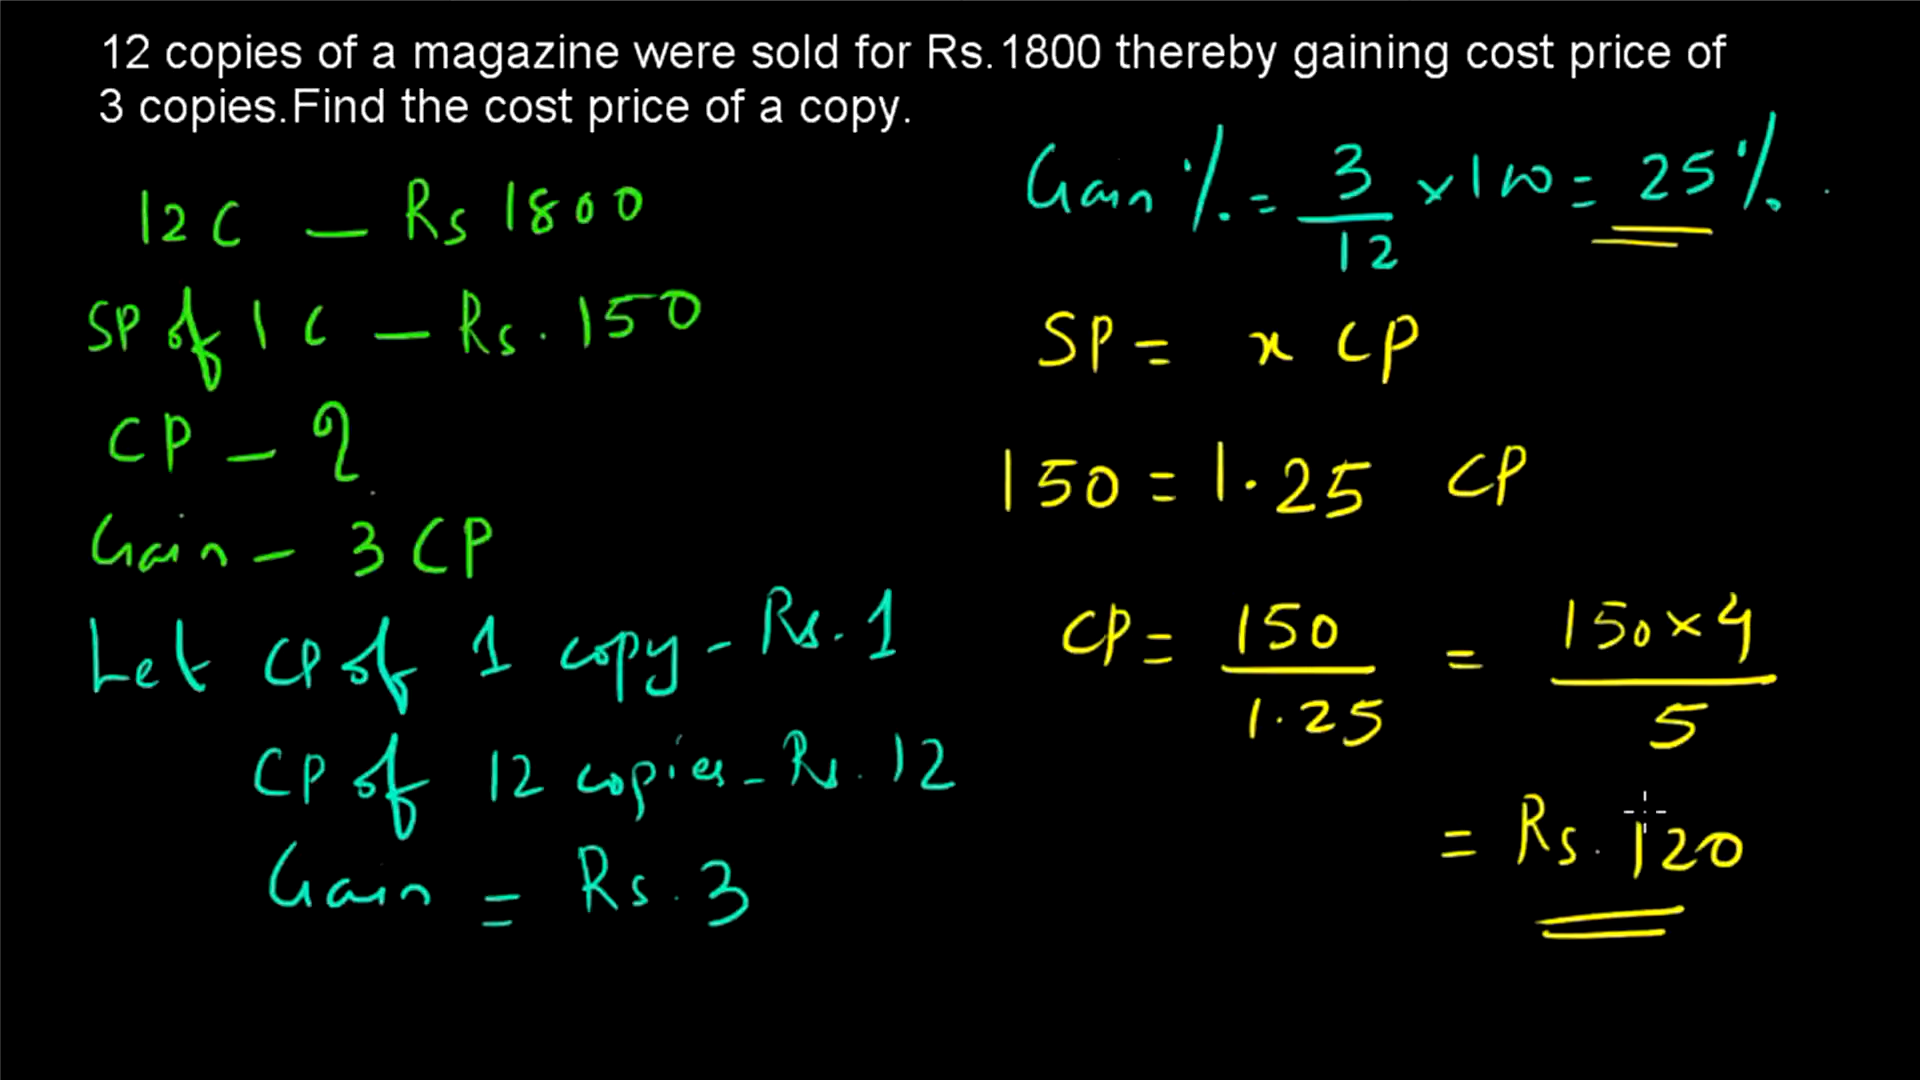 12 copies of a magazine were sold for Rs.1800 thereby gaining cost price of
3 copies.Find the cost price of a copy.
12 C — Rs 1800
SP of 1 C — Rs. 150
CP — ?
Gain — 3 CP
Let CP of 1 copy - Rs. 1
CP of 12 copies - Rs. 12
Gain = Rs. 3
Gain %. = 3/12 × 100 = 25%.
SP = x CP
150 = 1.25 CP
CP = 150/1.25 = 150×4/5
= Rs. 120